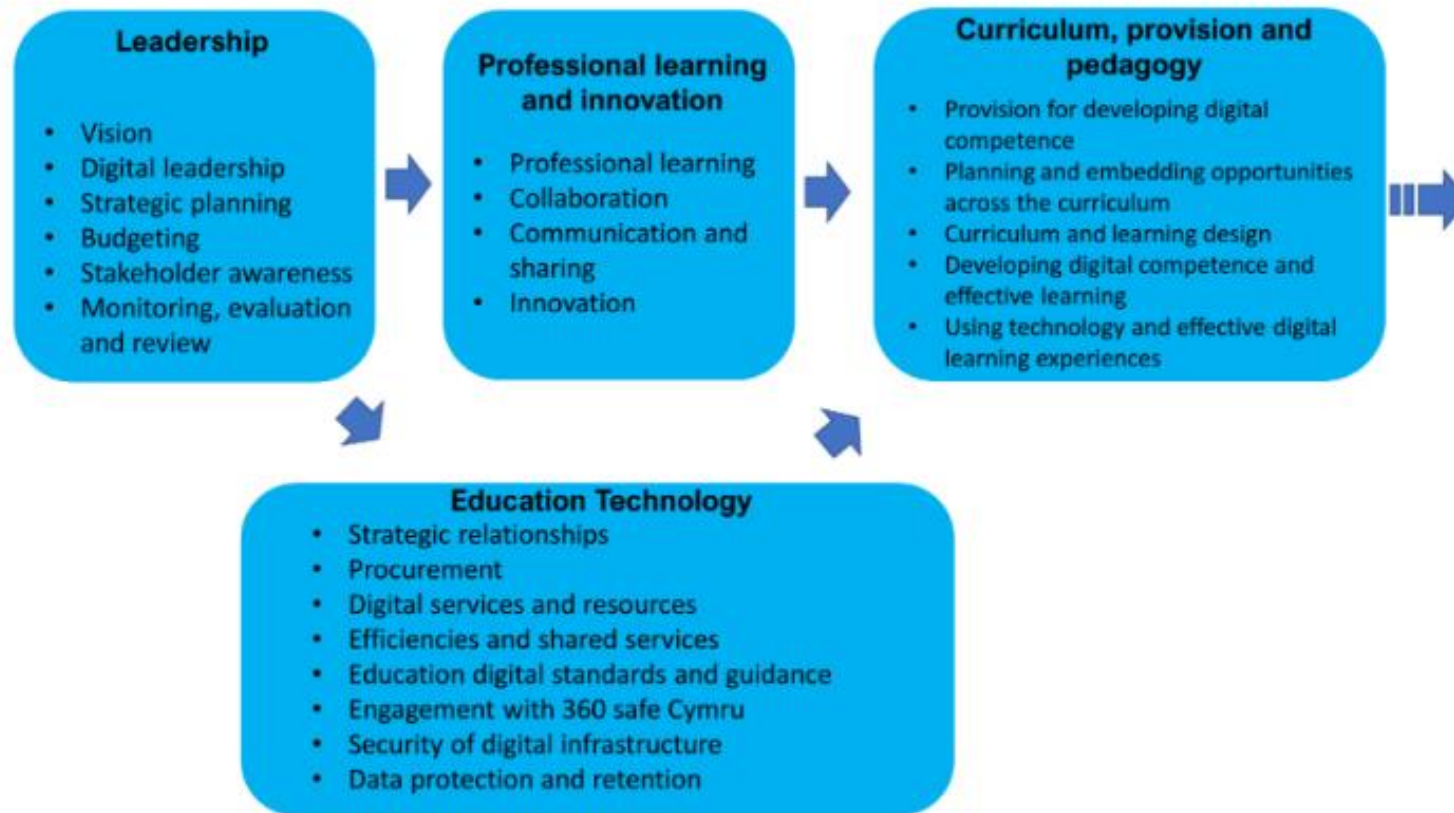 Leadership
• Vision
• Digital leadership
• Strategic planning
• Budgeting
• Stakeholder awareness
• Monitoring, evaluation
and review
Professional learning
and innovation
• Professional learning
• Collaboration
• Communication and
sharing
• Innovation
Curriculum, provision and
pedagogy
• Provision for developing digital
competence
• Planning and embedding opportunities
across the curriculum
• Curriculum and learning design
• Developing digital competence and
effective learning
• Using technology and effective digital
learning experiences
Education Technology
• Strategic relationships
• Procurement
• Digital services and resources
• Efficiencies and shared services
• Education digital standards and guidance
• Engagement with 360 safe Cymru
• Security of digital infrastructure
• Data protection and retention